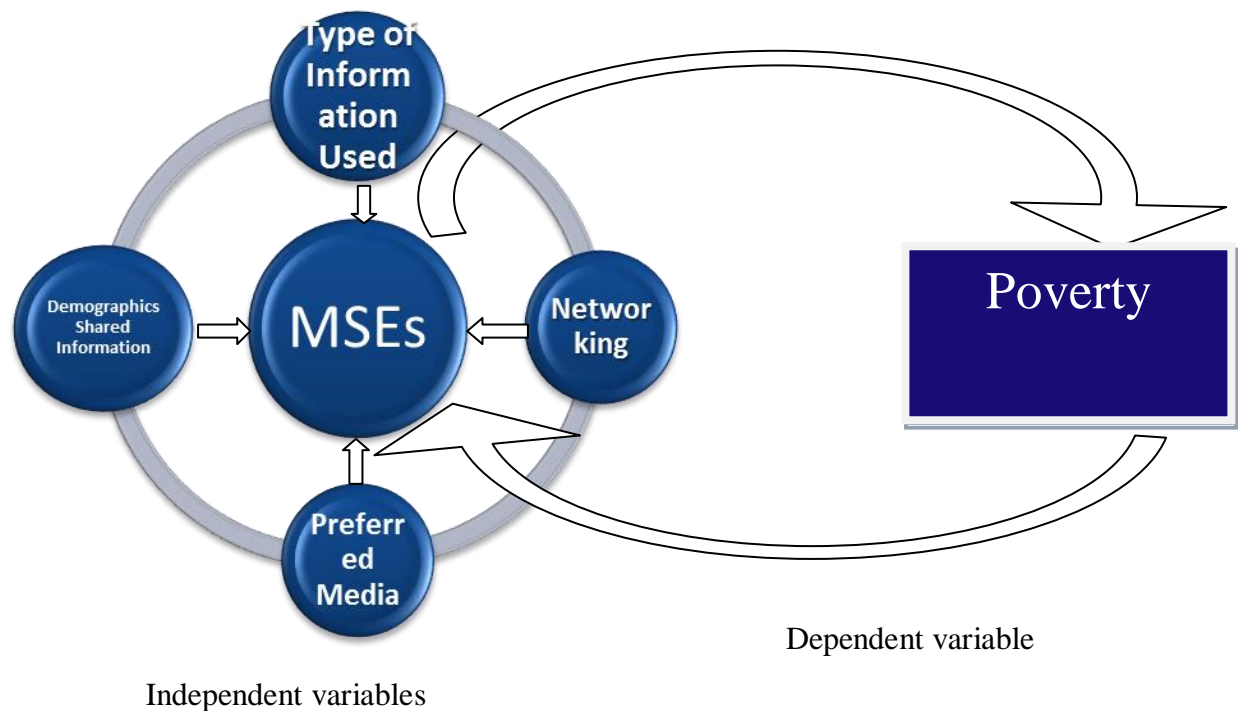 Type of
Inform
ation
Used
Demographics
Shared
Information
MSEs
Networ
king
Preferr
ed
Media
Poverty
Dependent variable
Independent variables